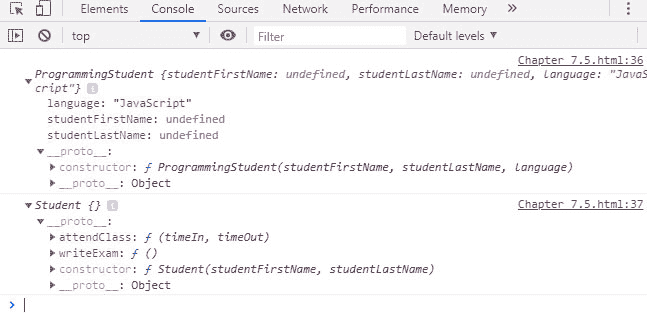 Elements Console Sources Network Performance Memory »
top Filter Default levels
Chapter 7.5.html:36
ProgrammingStudent {studentFirstName: undefined, studentLastName: undefined, language: "JavaS
cript"} i
language: "JavaScript"
studentFirstName: undefined
studentLastName: undefined
__proto__:
constructor: ƒ ProgrammingStudent(studentFirstName, studentLastName, language)
__proto__: Object
Student {} i Chapter 7.5.html:37
__proto__:
attendClass: ƒ (timeIn, timeOut)
writeExam: ƒ ()
constructor: ƒ Student(studentFirstName, studentLastName)
__proto__: Object